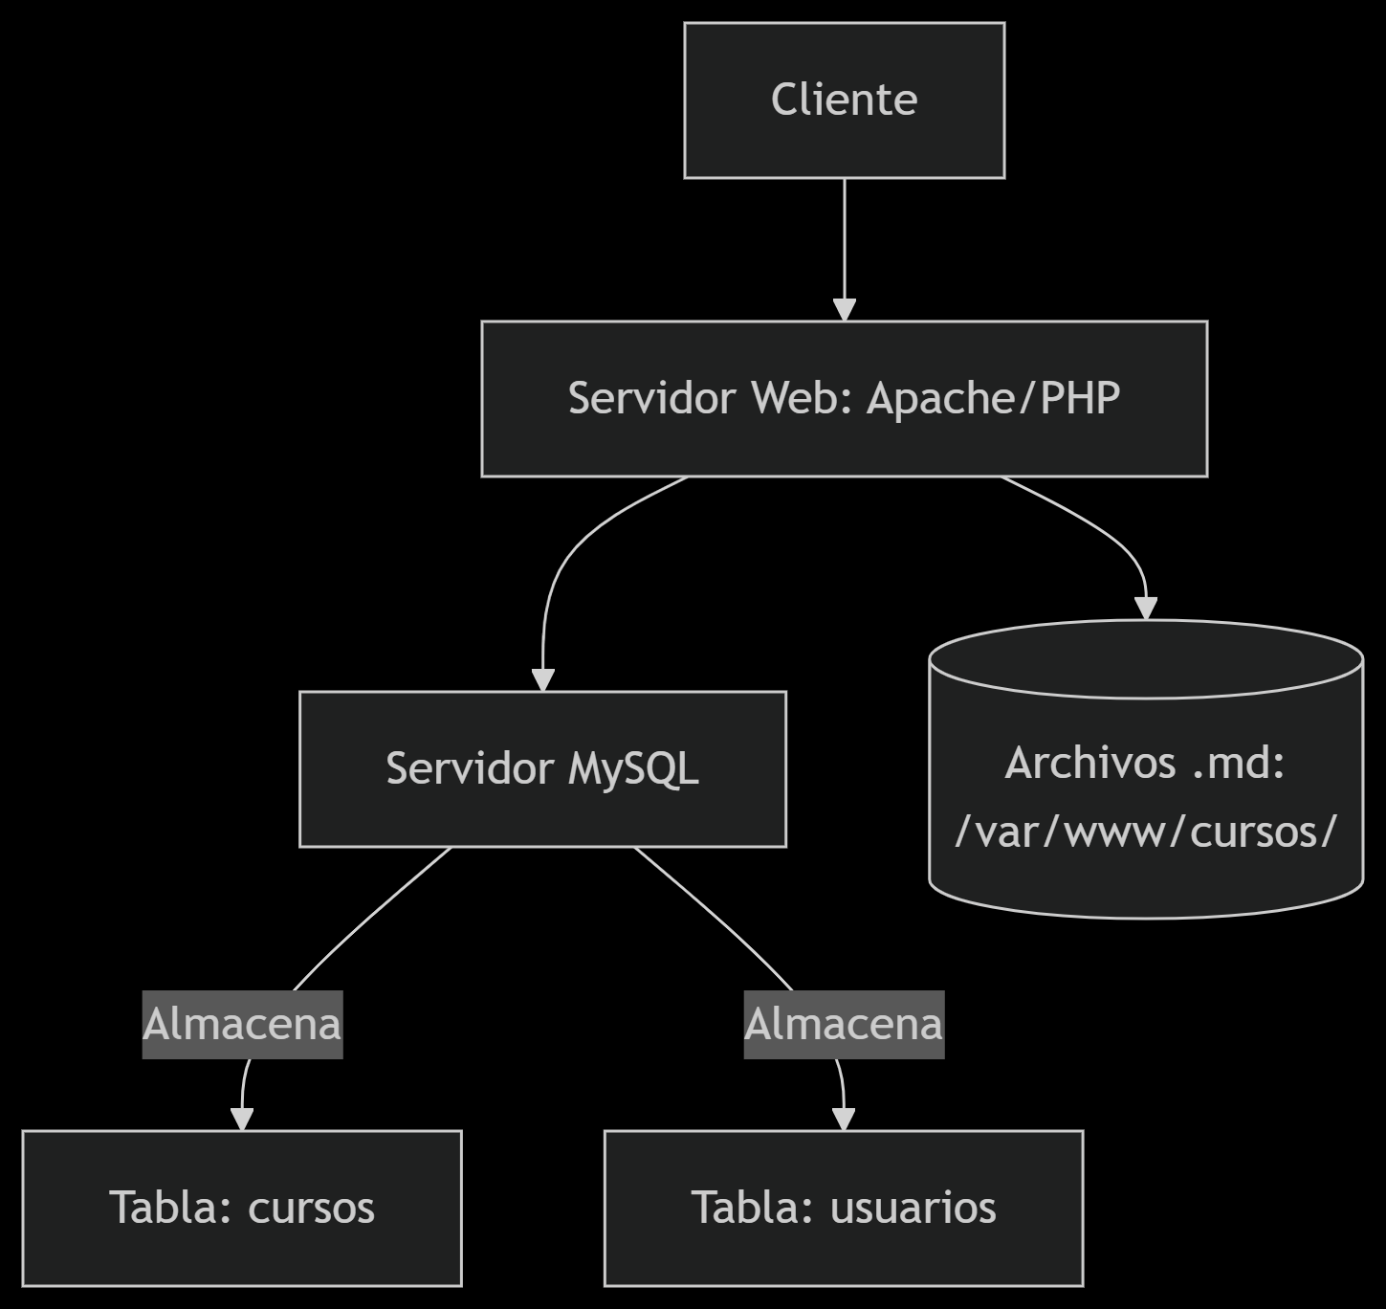 Cliente
Servidor Web: Apache/PHP
Servidor MySQL
Archivos .md:
/var/www/cursos/
Almacena
Almacena
Tabla: cursos
Tabla: usuarios